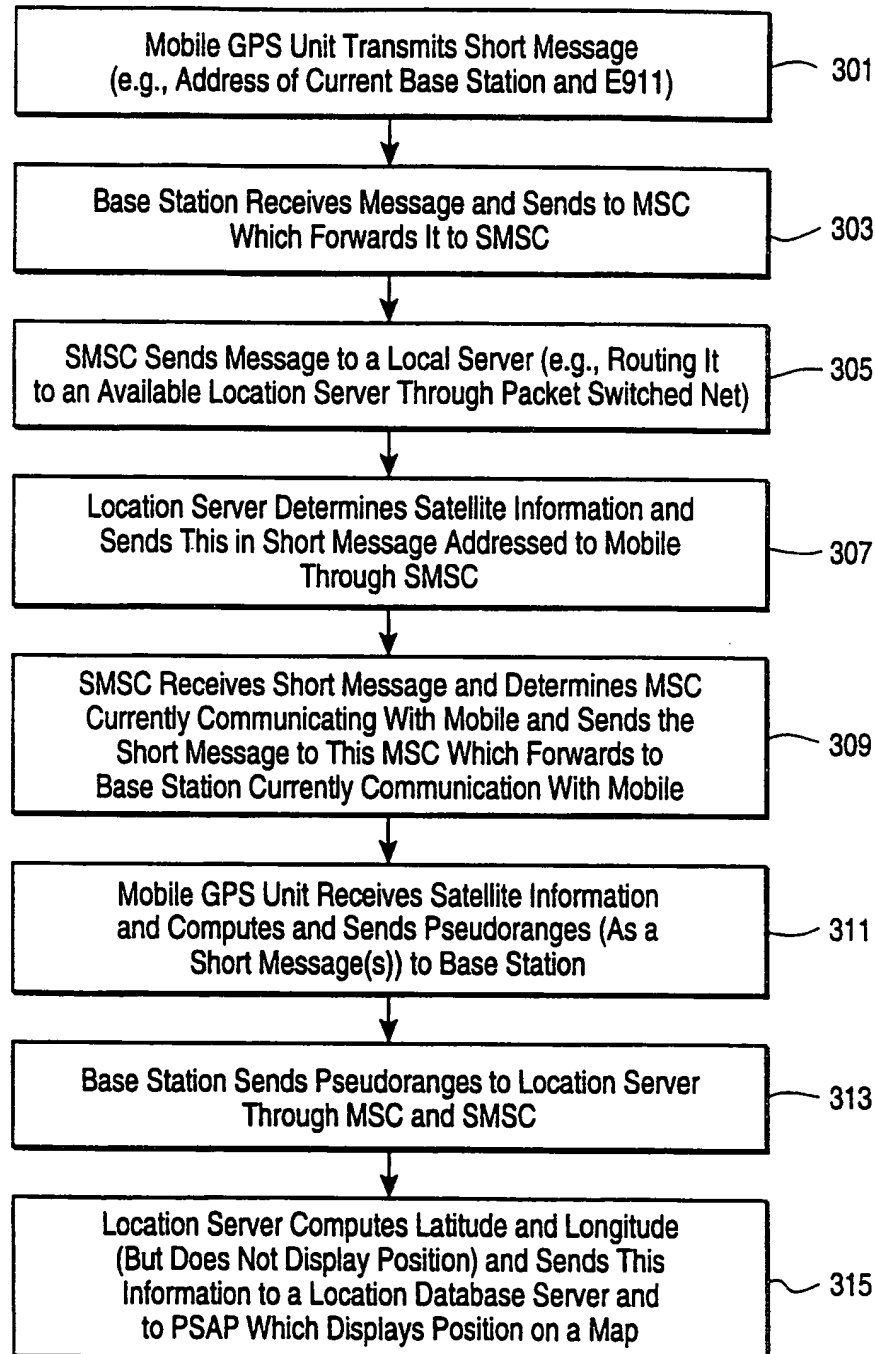 Mobile GPS Unit Transmits Short Message
(e.g., Address of Current Base Station and E911)
301
Base Station Receives Message and Sends to MSC
Which Forwards It to SMSC
303
SMSC Sends Message to a Local Server (e.g., Routing It
to an Available Location Server Through Packet Switched Net)
305
Location Server Determines Satellite Information and
Sends This in Short Message Addressed to Mobile
Through SMSC
307
SMSC Receives Short Message and Determines MSC
Currently Communicating With Mobile and Sends the
Short Message to This MSC Which Forwards to
Base Station Currently Communication With Mobile
309
Mobile GPS Unit Receives Satellite Information
and Computes and Sends Pseudoranges (As a
Short Message(s)) to Base Station
311
Base Station Sends Pseudoranges to Location Server
Through MSC and SMSC
313
Location Server Computes Latitude and Longitude
(But Does Not Display Position) and Sends This
Information to a Location Database Server and
to PSAP Which Displays Position on a Map
315